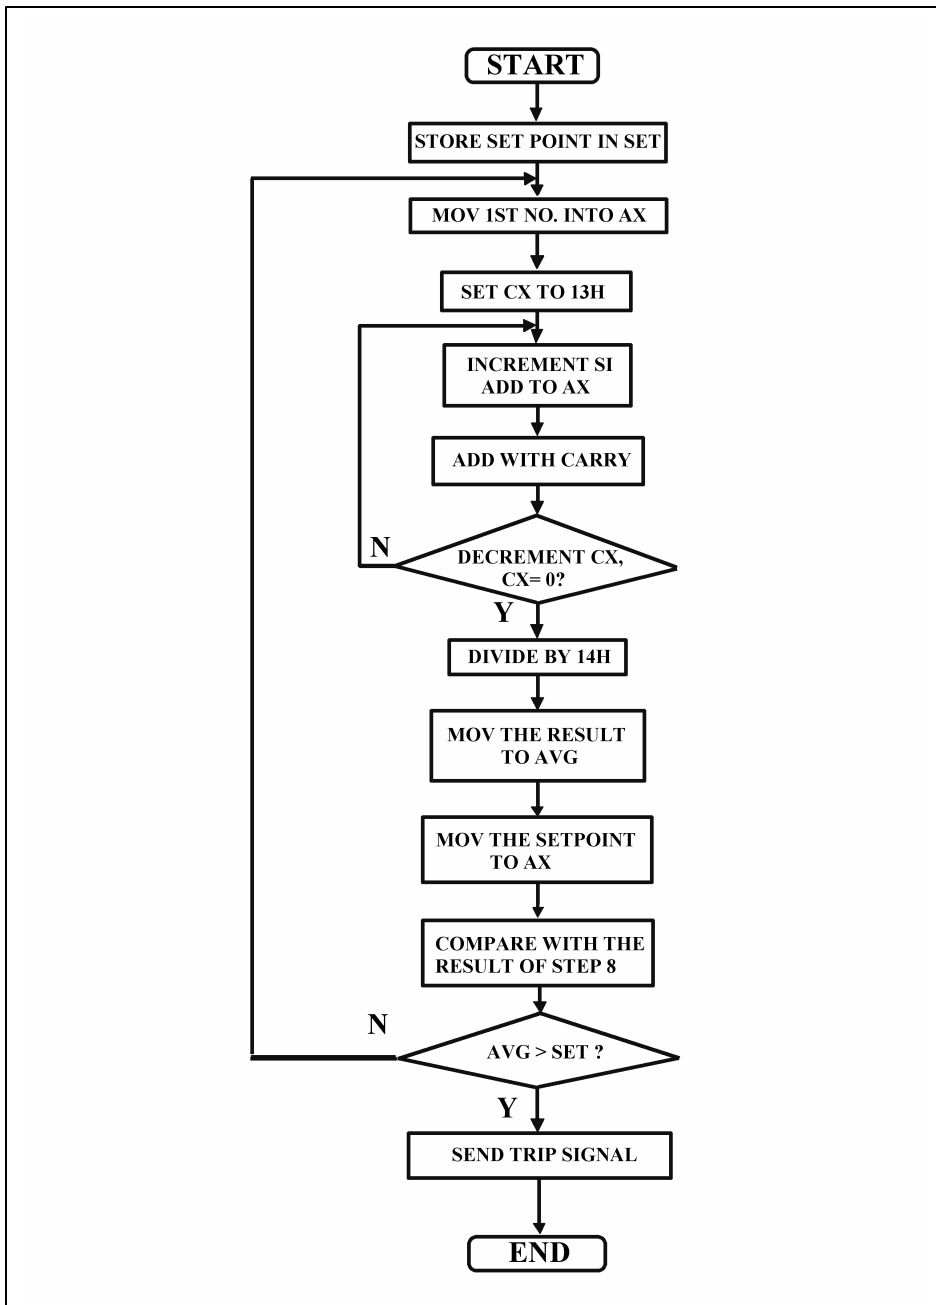 START
STORE SET POINT IN SET
MOV 1ST NO. INTO AX
SET CX TO 13H
INCREMENT SI
ADD TO AX
ADD WITH CARRY
N
DECREMENT CX,
CX= 0?
Y
DIVIDE BY 14H
MOV THE RESULT
TO AVG
MOV THE SETPOINT
TO AX
COMPARE WITH THE
RESULT OF STEP 8
N
AVG > SET ?
Y
SEND TRIP SIGNAL
END